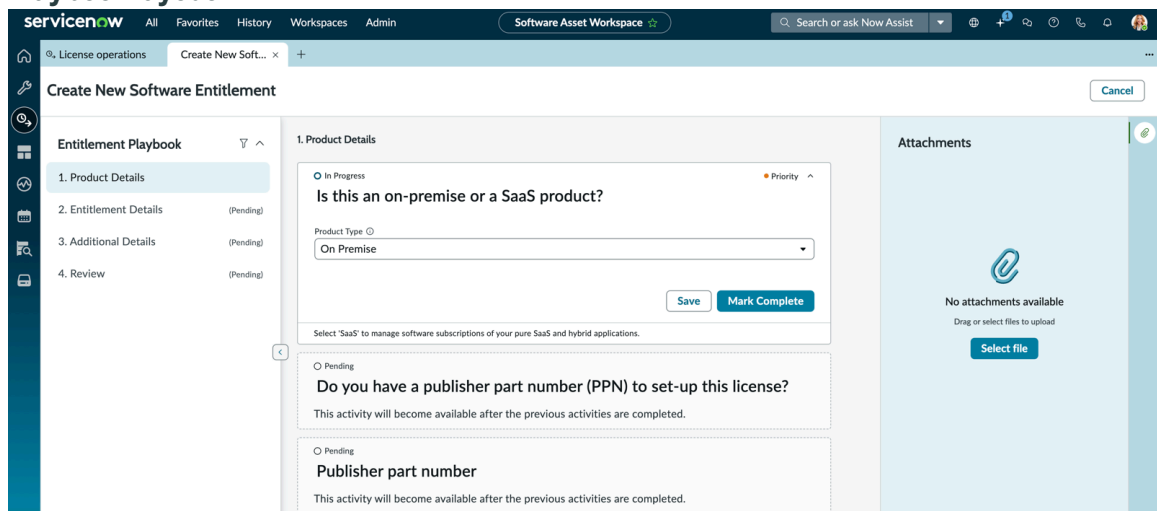 servicenow All Favorites History Workspaces Admin Software Asset Workspace Search or ask Now Assist 1
License operations Create New Soft... × +
Create New Software Entitlement Cancel
Entitlement Playbook
1. Product Details
2. Entitlement Details (Pending)
3. Additional Details (Pending)
4. Review (Pending)
1. Product Details
In Progress Priority
Is this an on-premise or a SaaS product?
Product Type
On Premise
Save Mark Complete
Select 'SaaS' to manage software subscriptions of your pure SaaS and hybrid applications.
Pending
Do you have a publisher part number (PPN) to set-up this license?
This activity will become available after the previous activities are completed.
Pending
Publisher part number
This activity will become available after the previous activities are completed.
Attachments
No attachments available
Drag or select files to upload
Select file